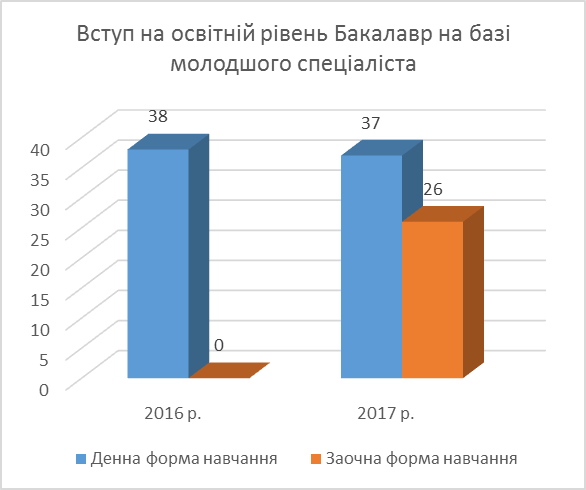 Вступ на освітній рівень Бакалавр на базі
молодшого спеціаліста
38
37
26
0
40
35
30
25
20
15
10
5
0
2016 р.
2017 р.
Денна форма навчання
Заочна форма навчання